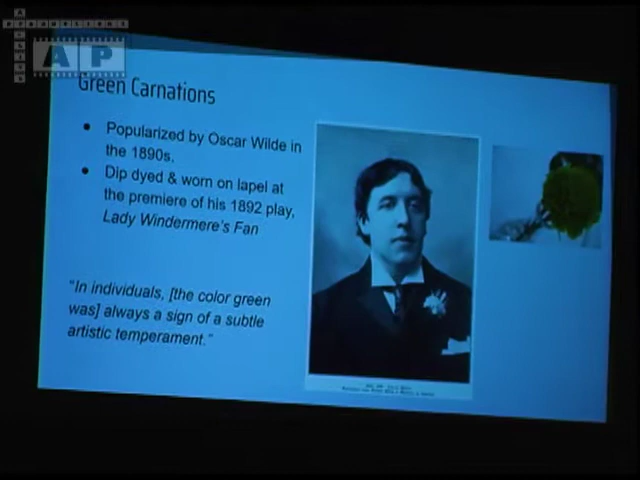 AP
Green Carnations
• Popularized by Oscar Wilde in
the 1890s.
• Dip dyed & worn on lapel at
the premiere of his 1892 play,
Lady Windermere's Fan
"In individuals, [the color green
was] always a sign of a subtle
artistic temperament."